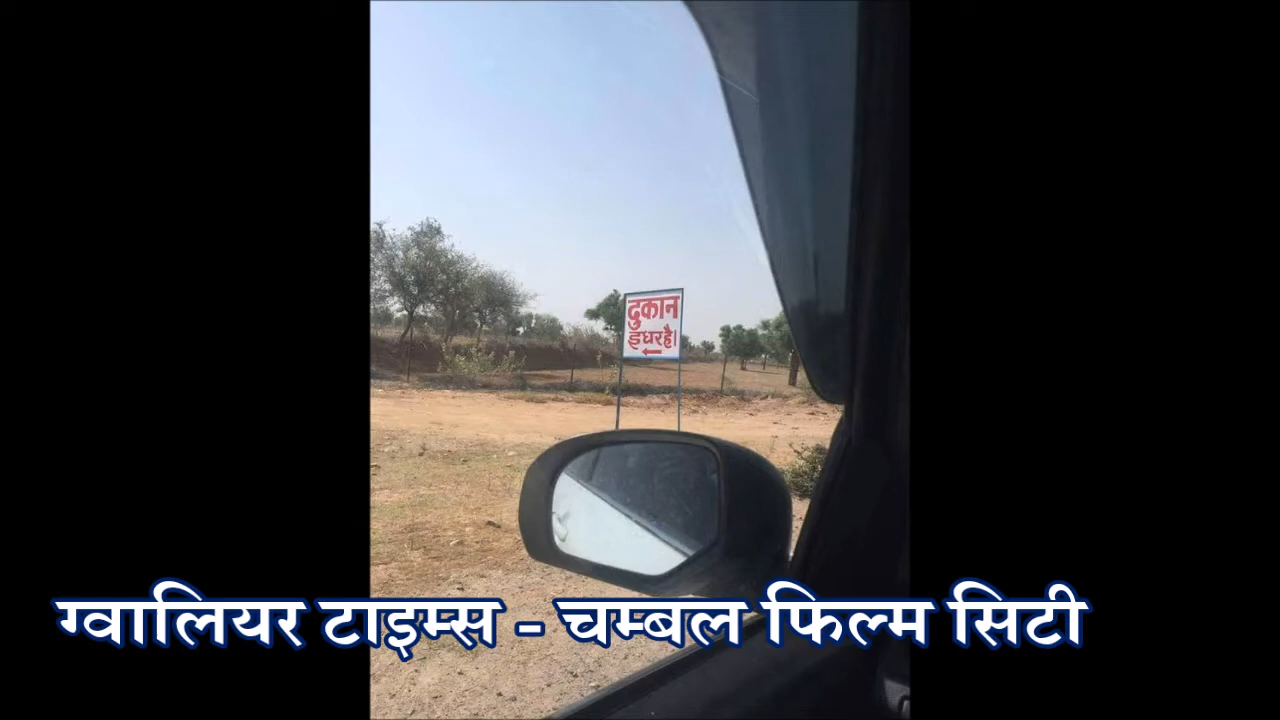 दुकान
इधर है।
ग्वालियर टाइम्स - चम्बल फिल्म सिटी